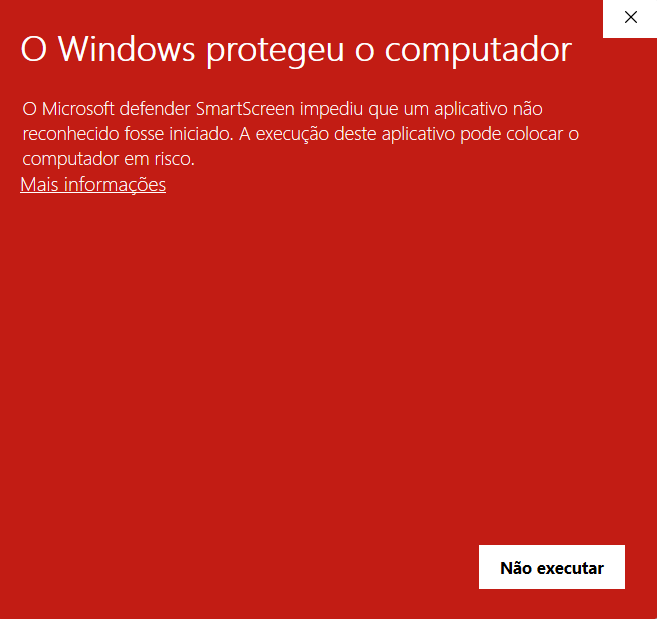 O Windows protegeu o computador
O Microsoft defender SmartScreen impediu que um aplicativo não
reconhecido fosse iniciado. A execução deste aplicativo pode colocar o
computador em risco.
Mais informações
Não executar